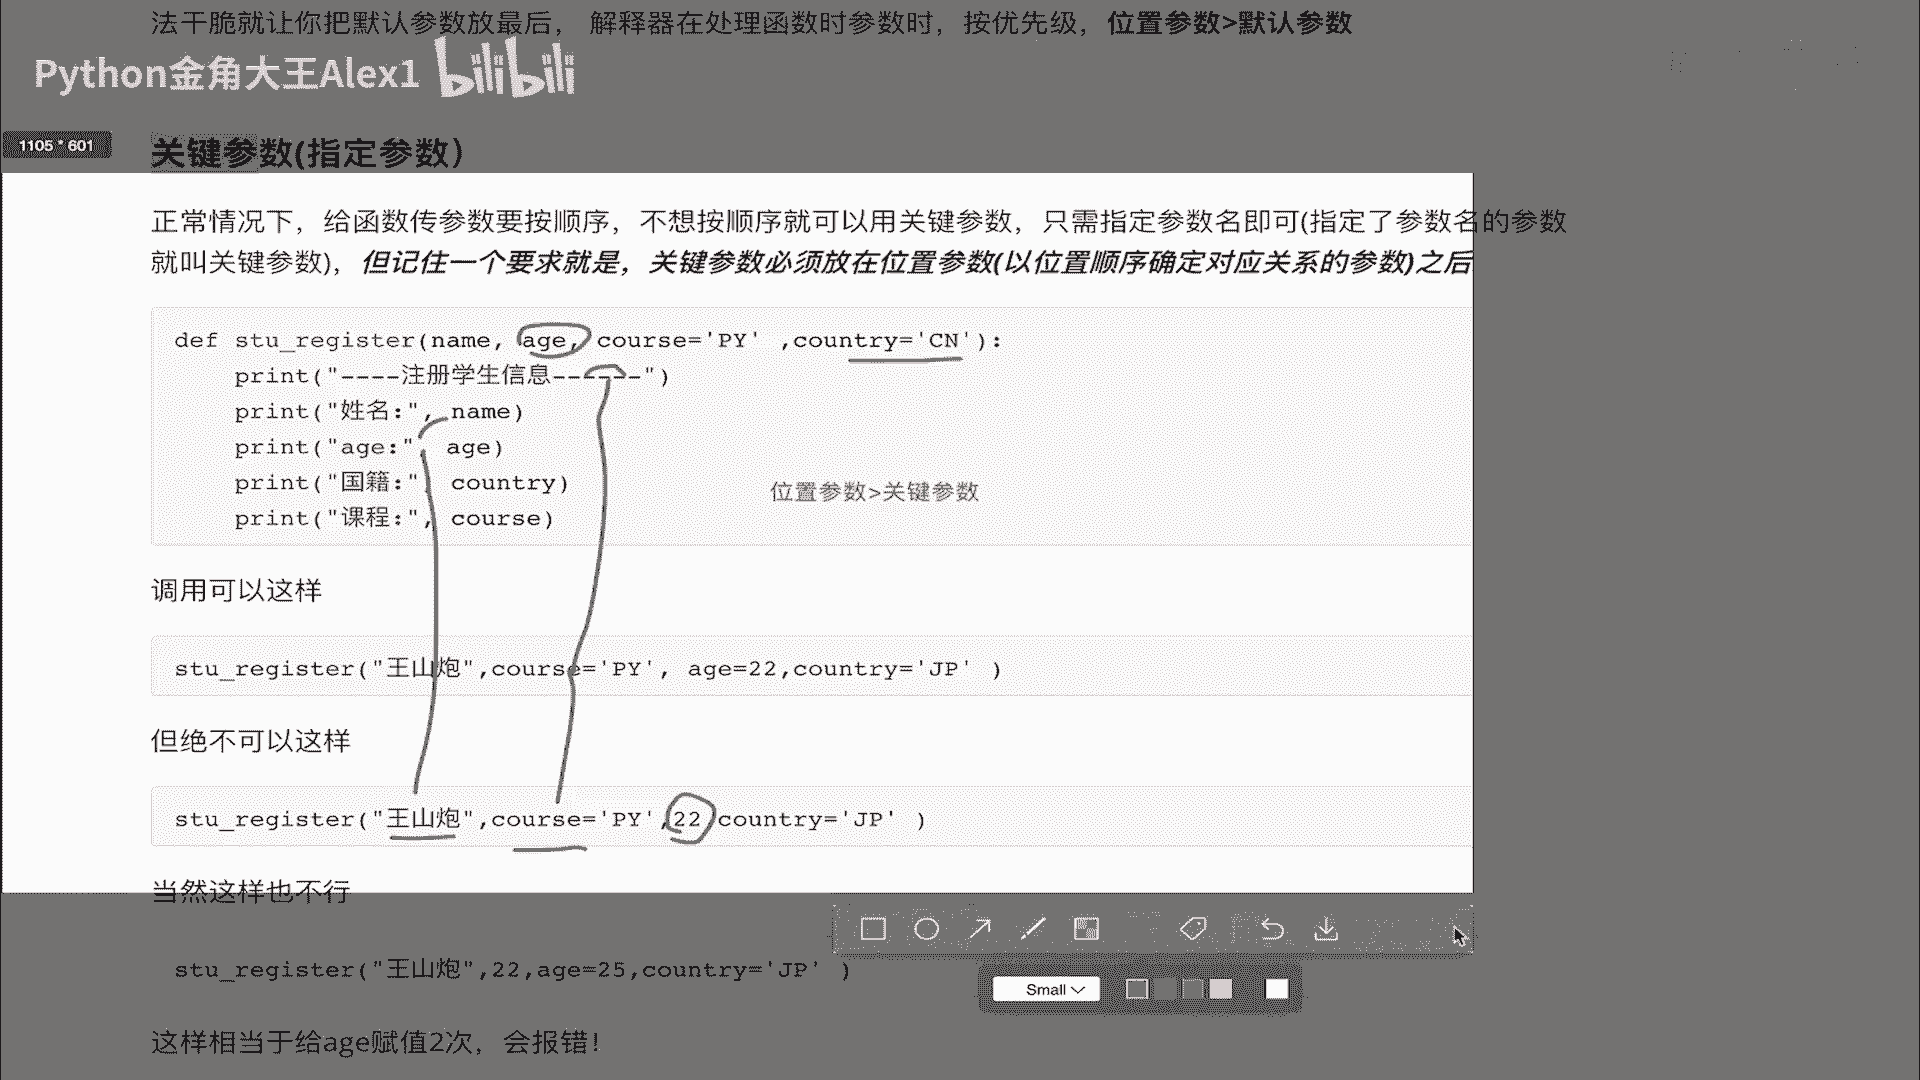 法干脆就让你把默认参数放最后， 解释器在处理函数时参数时，按优先级，位置参数>默认参数
Python金角大王Alex1 bilibili
1105 * 601
关键参数(指定参数）
正常情况下，给函数传参数要按顺序，不想按顺序就可以用关键参数，只需指定参数名即可(指定了参数名的参数
就叫关键参数)，但记住一个要求就是，关键参数必须放在位置参数(以位置顺序确定对应关系的参数)之后
def stu_register(name, age, course='PY' ,country='CN'):
print("----注册学生信息------")
print("姓名:", name)
print("age:", age)
print("国籍:", country)
print("课程:", course)
位置参数>关键参数
调用可以这样
stu_register("王山炮",course='PY', age=22,country='JP' )
但绝不可以这样
stu_register("王山炮",course='PY',22,country='JP' )
当然这样也不行
stu_register("王山炮",22,age=25,country='JP' )
这样相当于给age赋值2次，会报错！
Small